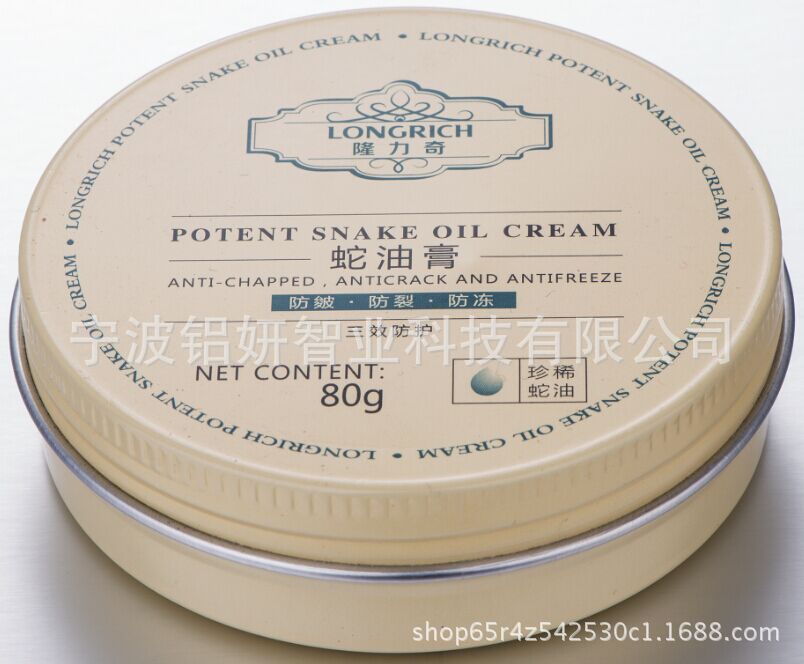 LONGRICH POTENT SNAKE OIL CREAM • LONGRICH POTENT SNAKE OIL CREAM • LONGRICH POTENT SNAKE OIL CREAM • LONGRICH POTENT SNAKE OIL CREAM •
LONGRICH
隆力奇
POTENT SNAKE OIL CREAM
蛇油膏
ANTI-CHAPPED , ANTICRACK AND ANTIFREEZE
防皴·防裂·防冻
三效防护
宁波铝妍智业科技有限公司
NET CONTENT:
80g
珍稀
蛇油
shop65r4z542530c1.1688.com